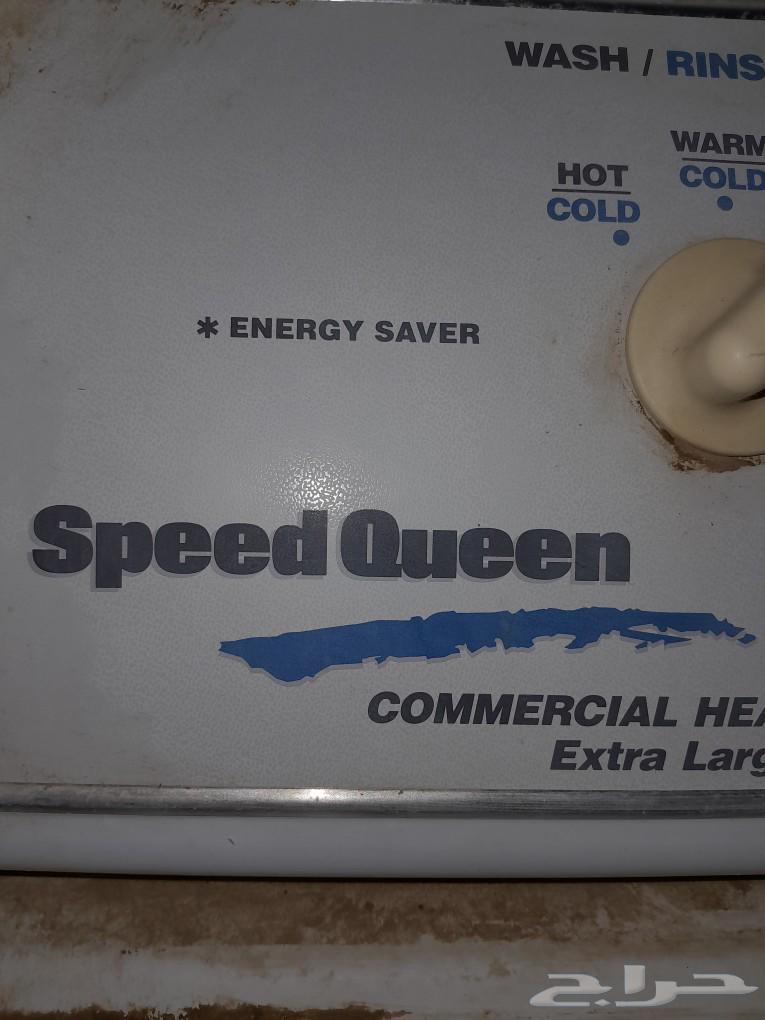 WASH / RINS
WARM
HOT
COLD
COLD
* ENERGY SAVER
Speed Queen
COMMERCIAL HEA
Extra Larg
حراج